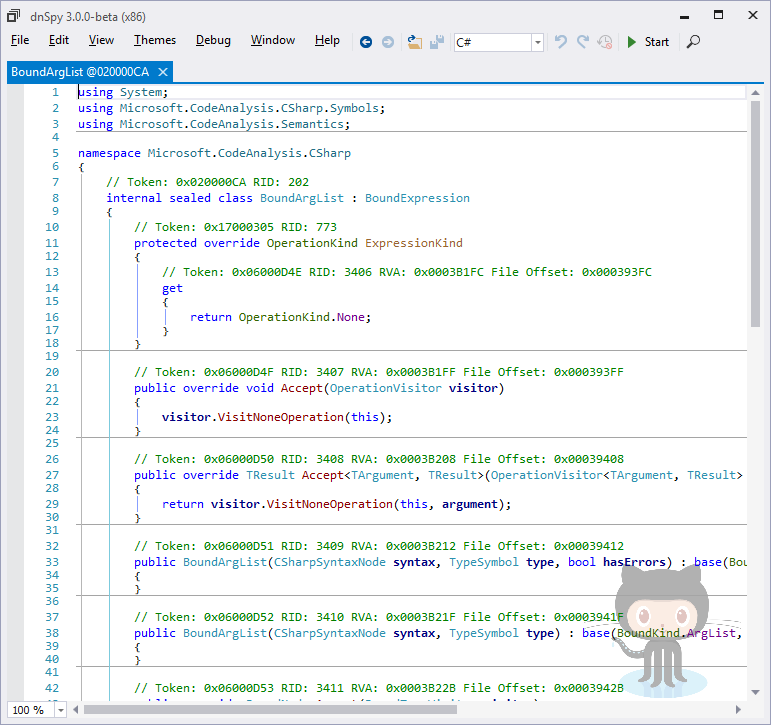 dnSpy 3.0.0-beta (x86)
File Edit View Themes Debug Window Help C# Start
BoundArgList @020000CA
1 using System;
2 using Microsoft.CodeAnalysis.CSharp.Symbols;
3 using Microsoft.CodeAnalysis.Semantics;
4
5 namespace Microsoft.CodeAnalysis.CSharp
6 {
7 // Token: 0x020000CA RID: 202
8 internal sealed class BoundArgList : BoundExpression
9 {
10 // Token: 0x17000305 RID: 773
11 protected override OperationKind ExpressionKind
12 {
13 // Token: 0x06000D4E RID: 3406 RVA: 0x0003B1FC File Offset: 0x000393FC
14 get
15 {
16 return OperationKind.None;
17 }
18 }
19
20 // Token: 0x06000D4F RID: 3407 RVA: 0x0003B1FF File Offset: 0x000393FF
21 public override void Accept(OperationVisitor visitor)
22 {
23 visitor.VisitNoneOperation(this);
24 }
25
26 // Token: 0x06000D50 RID: 3408 RVA: 0x0003B208 File Offset: 0x00039408
27 public override TResult Accept<TArgument, TResult>(OperationVisitor<TArgument, TResult>
28 {
29 return visitor.VisitNoneOperation(this, argument);
30 }
31
32 // Token: 0x06000D51 RID: 3409 RVA: 0x0003B212 File Offset: 0x00039412
33 public BoundArgList(CSharpSyntaxNode syntax, TypeSymbol type, bool hasErrors) : base(Bou
34 {
35 }
36
37 // Token: 0x06000D52 RID: 3410 RVA: 0x0003B21F File Offset: 0x0003941F
38 public BoundArgList(CSharpSyntaxNode syntax, TypeSymbol type) : base(BoundKind.ArgList,
39 {
40 }
41
42 // Token: 0x06000D53 RID: 3411 RVA: 0x0003B22B File Offset: 0x0003942B
100 %